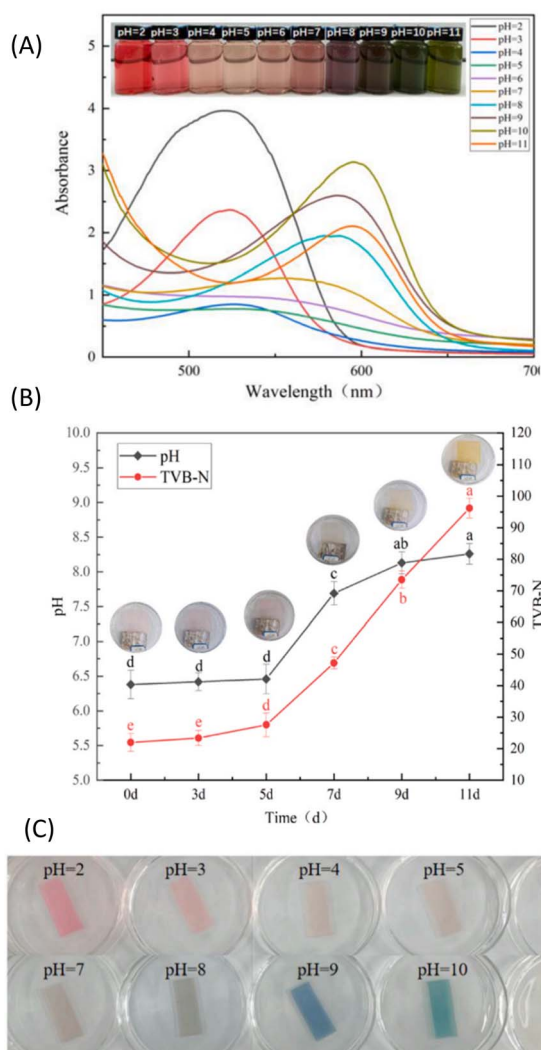 (A)
pH=2 pH=3 pH=4 pH=5 pH=6 pH=7 pH=8 pH=9 pH=10 pH=11
pH=2
pH=3
pH=4
pH=5
pH=6
pH=7
pH=8
pH=9
pH=10
pH=11
5
4
3
2
1
0
Absorbance
500 600 700
Wavelength（nm）
(B)
pH
TVB-N
10.0
9.5
9.0
8.5
8.0
7.5
7.0
6.5
6.0
5.5
5.0
pH
120
110
100
90
80
70
60
50
40
30
20
10
TVB-N
d d d c ab a
e e d c b a
0d 3d 5d 7d 9d 11d
Time（d）
(C)
pH=2 pH=3 pH=4 pH=5
pH=7 pH=8 pH=9 pH=10